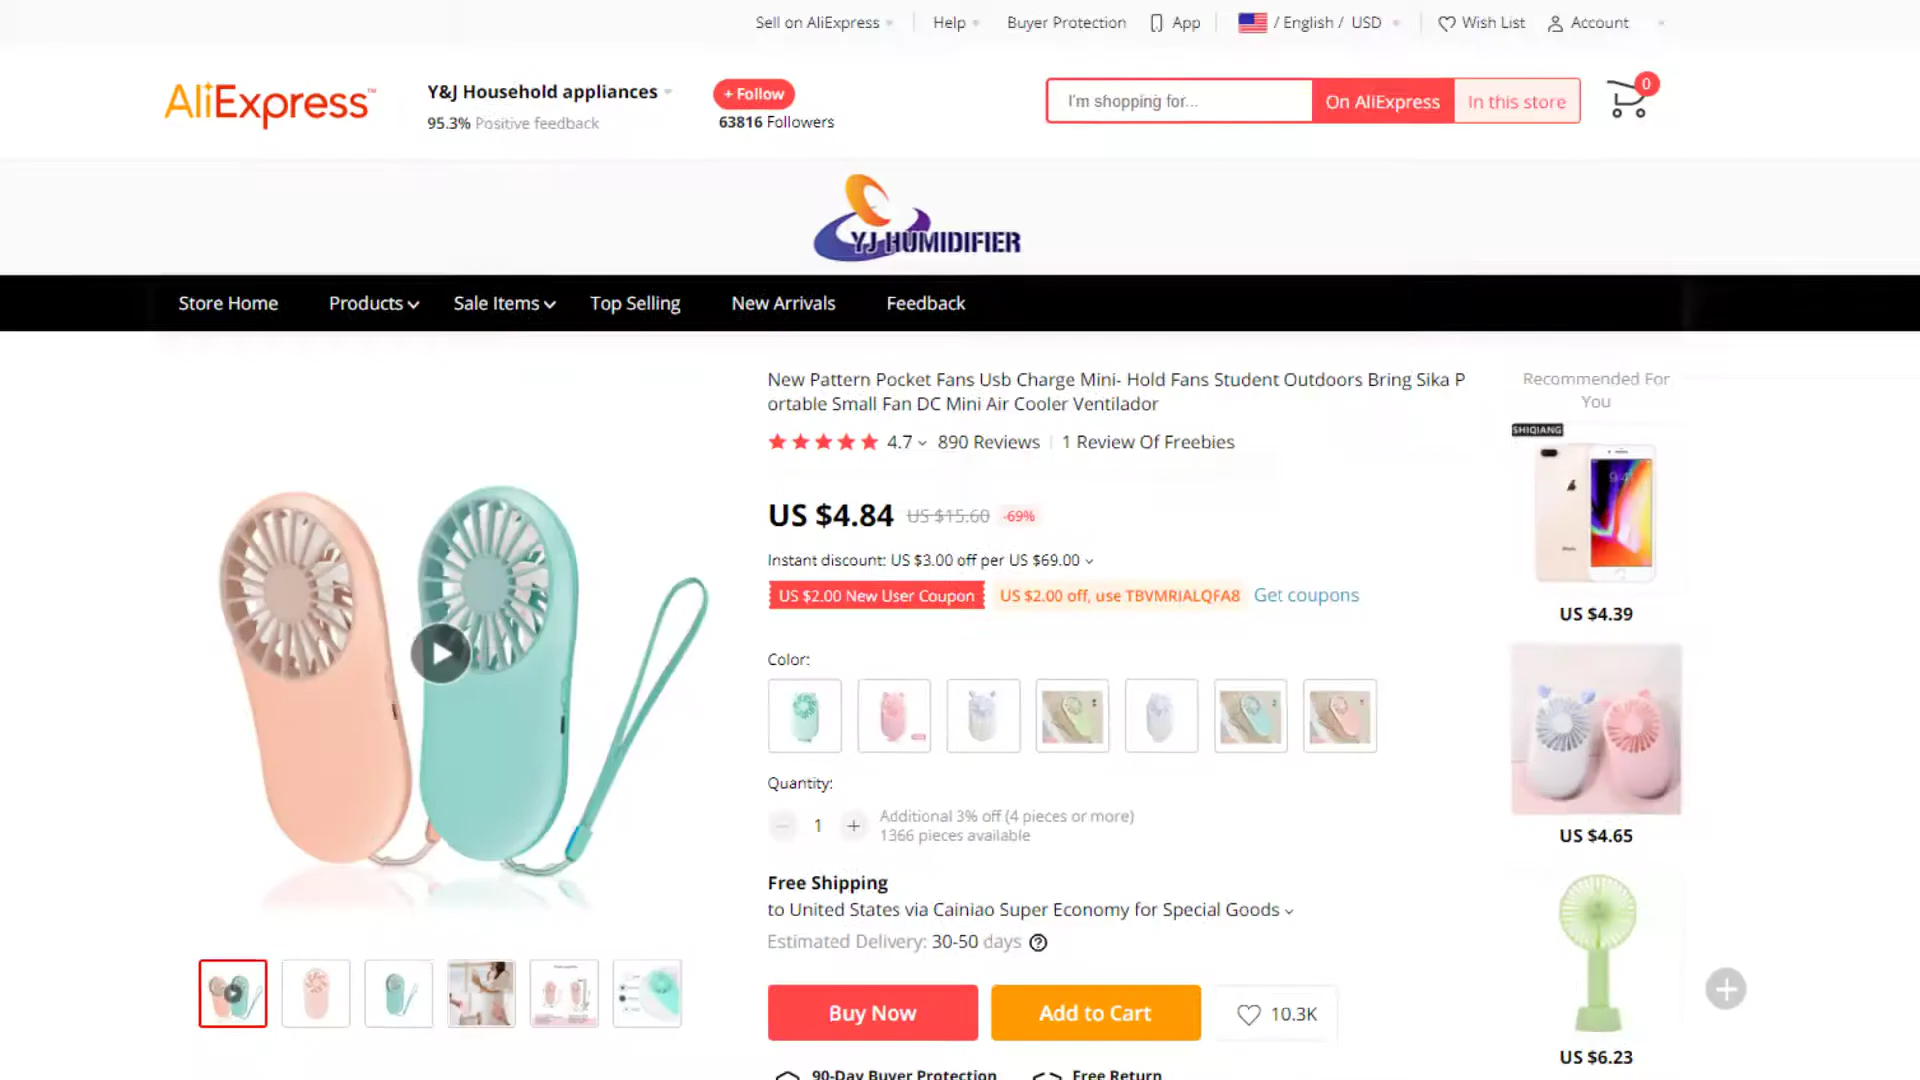 Sell on AliExpress
Help
Buyer Protection
App
/ English / USD
Wish List
Account
AliExpress™
Y&J Household appliances
95.3% Positive feedback
+ Follow
63816 Followers
I'm shopping for...
On AliExpress
In this store
0
YJ HUMIDIFIER
Store Home
Products
Sale Items
Top Selling
New Arrivals
Feedback
New Pattern Pocket Fans Usb Charge Mini- Hold Fans Student Outdoors Bring Sika P
ortable Small Fan DC Mini Air Cooler Ventilador
4.7
890 Reviews
1 Review Of Freebies
US $4.84 US $15.60 -69%
Instant discount: US $3.00 off per US $69.00
US $2.00 New User Coupon
US $2.00 off, use TBVMRIALQFA8
Get coupons
Color:
Quantity:
1
Additional 3% off (4 pieces or more)
1366 pieces available
Free Shipping
to United States via Cainiao Super Economy for Special Goods
Estimated Delivery: 30-50 days
Buy Now
Add to Cart
10.3K
90-Day Buyer Protection
Free Return
Recommended For
You
SHIQIANG
US $4.39
US $4.65
US $6.23